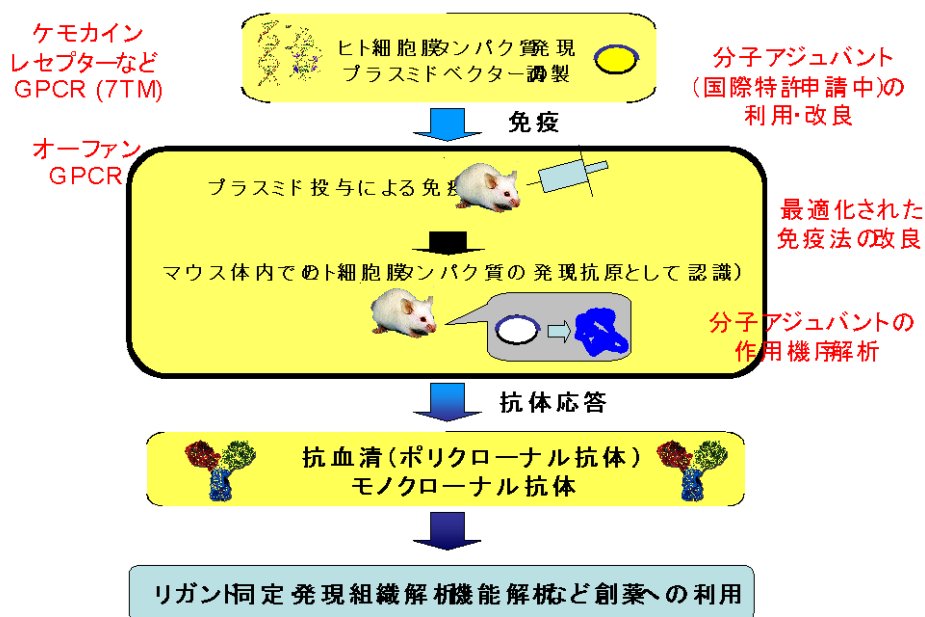 ケモカイン
レセプターなど
GPCR (7TM)
ヒト細胞膜タンパク質発現
プラスミドベクターの調製
分子アジュバント
(国際特許申請中)の
利用・改良
免疫
オーファン
GPCR
プラスミド投与による免疫
最適化された
免疫法の改良
マウス体内でのヒト細胞膜タンパク質の発現抗原として認識)
分子アジュバントの
作用機序解析
抗体応答
抗血清(ポリクローナル抗体)
モノクローナル抗体
リガンド同定・発現組織解析・機能解析など創薬への利用